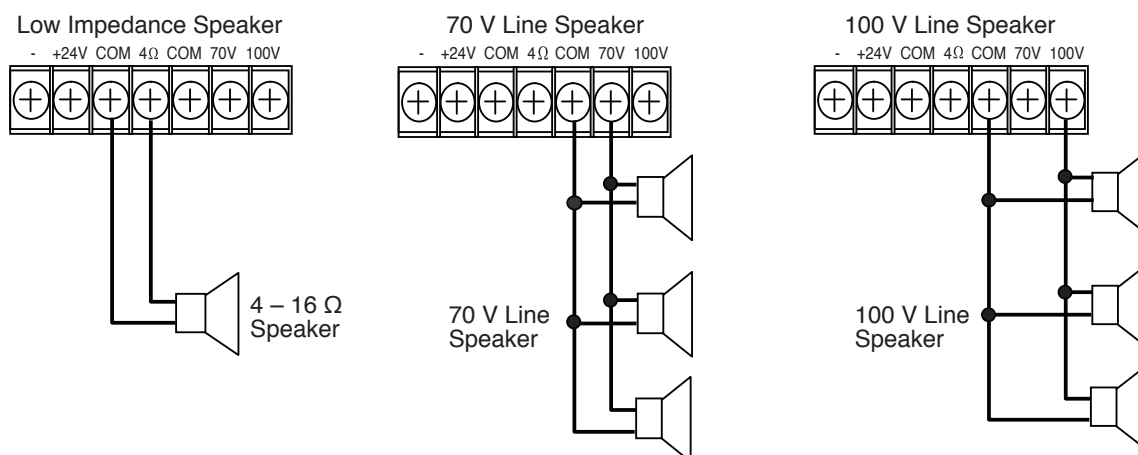 Low Impedance Speaker
- +24V COM 4Ω COM 70V 100V
4 – 16 Ω
Speaker
70 V Line Speaker
- +24V COM 4Ω COM 70V 100V
70 V Line
Speaker
100 V Line Speaker
- +24V COM 4Ω COM 70V 100V
100 V Line
Speaker